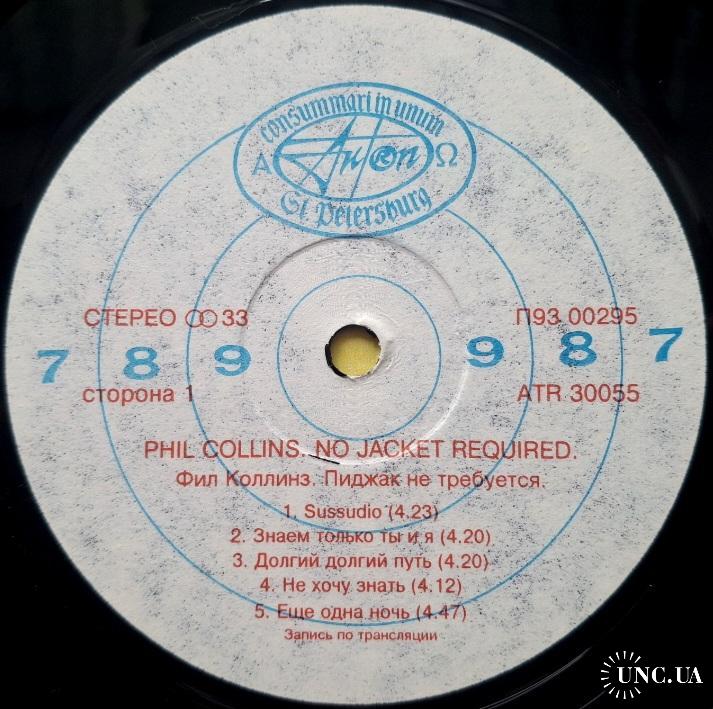 consummari in unum
Α AnTon Ω
St Petersburg
СТЕРЕО 33 П93 00295
7 8 9 9 8 7
сторона 1 ATR 30055
PHIL COLLINS. NO JACKET REQUIRED.
Фил Коллинз. Пиджак не требуется.
1. Sussudio (4.23)
2. Знаем только ты и я (4.20)
3. Долгий долгий путь (4.20)
4. Не хочу знать (4.12)
5. Еще одна ночь (4.47)
Запись по трансляции
UNC.UA